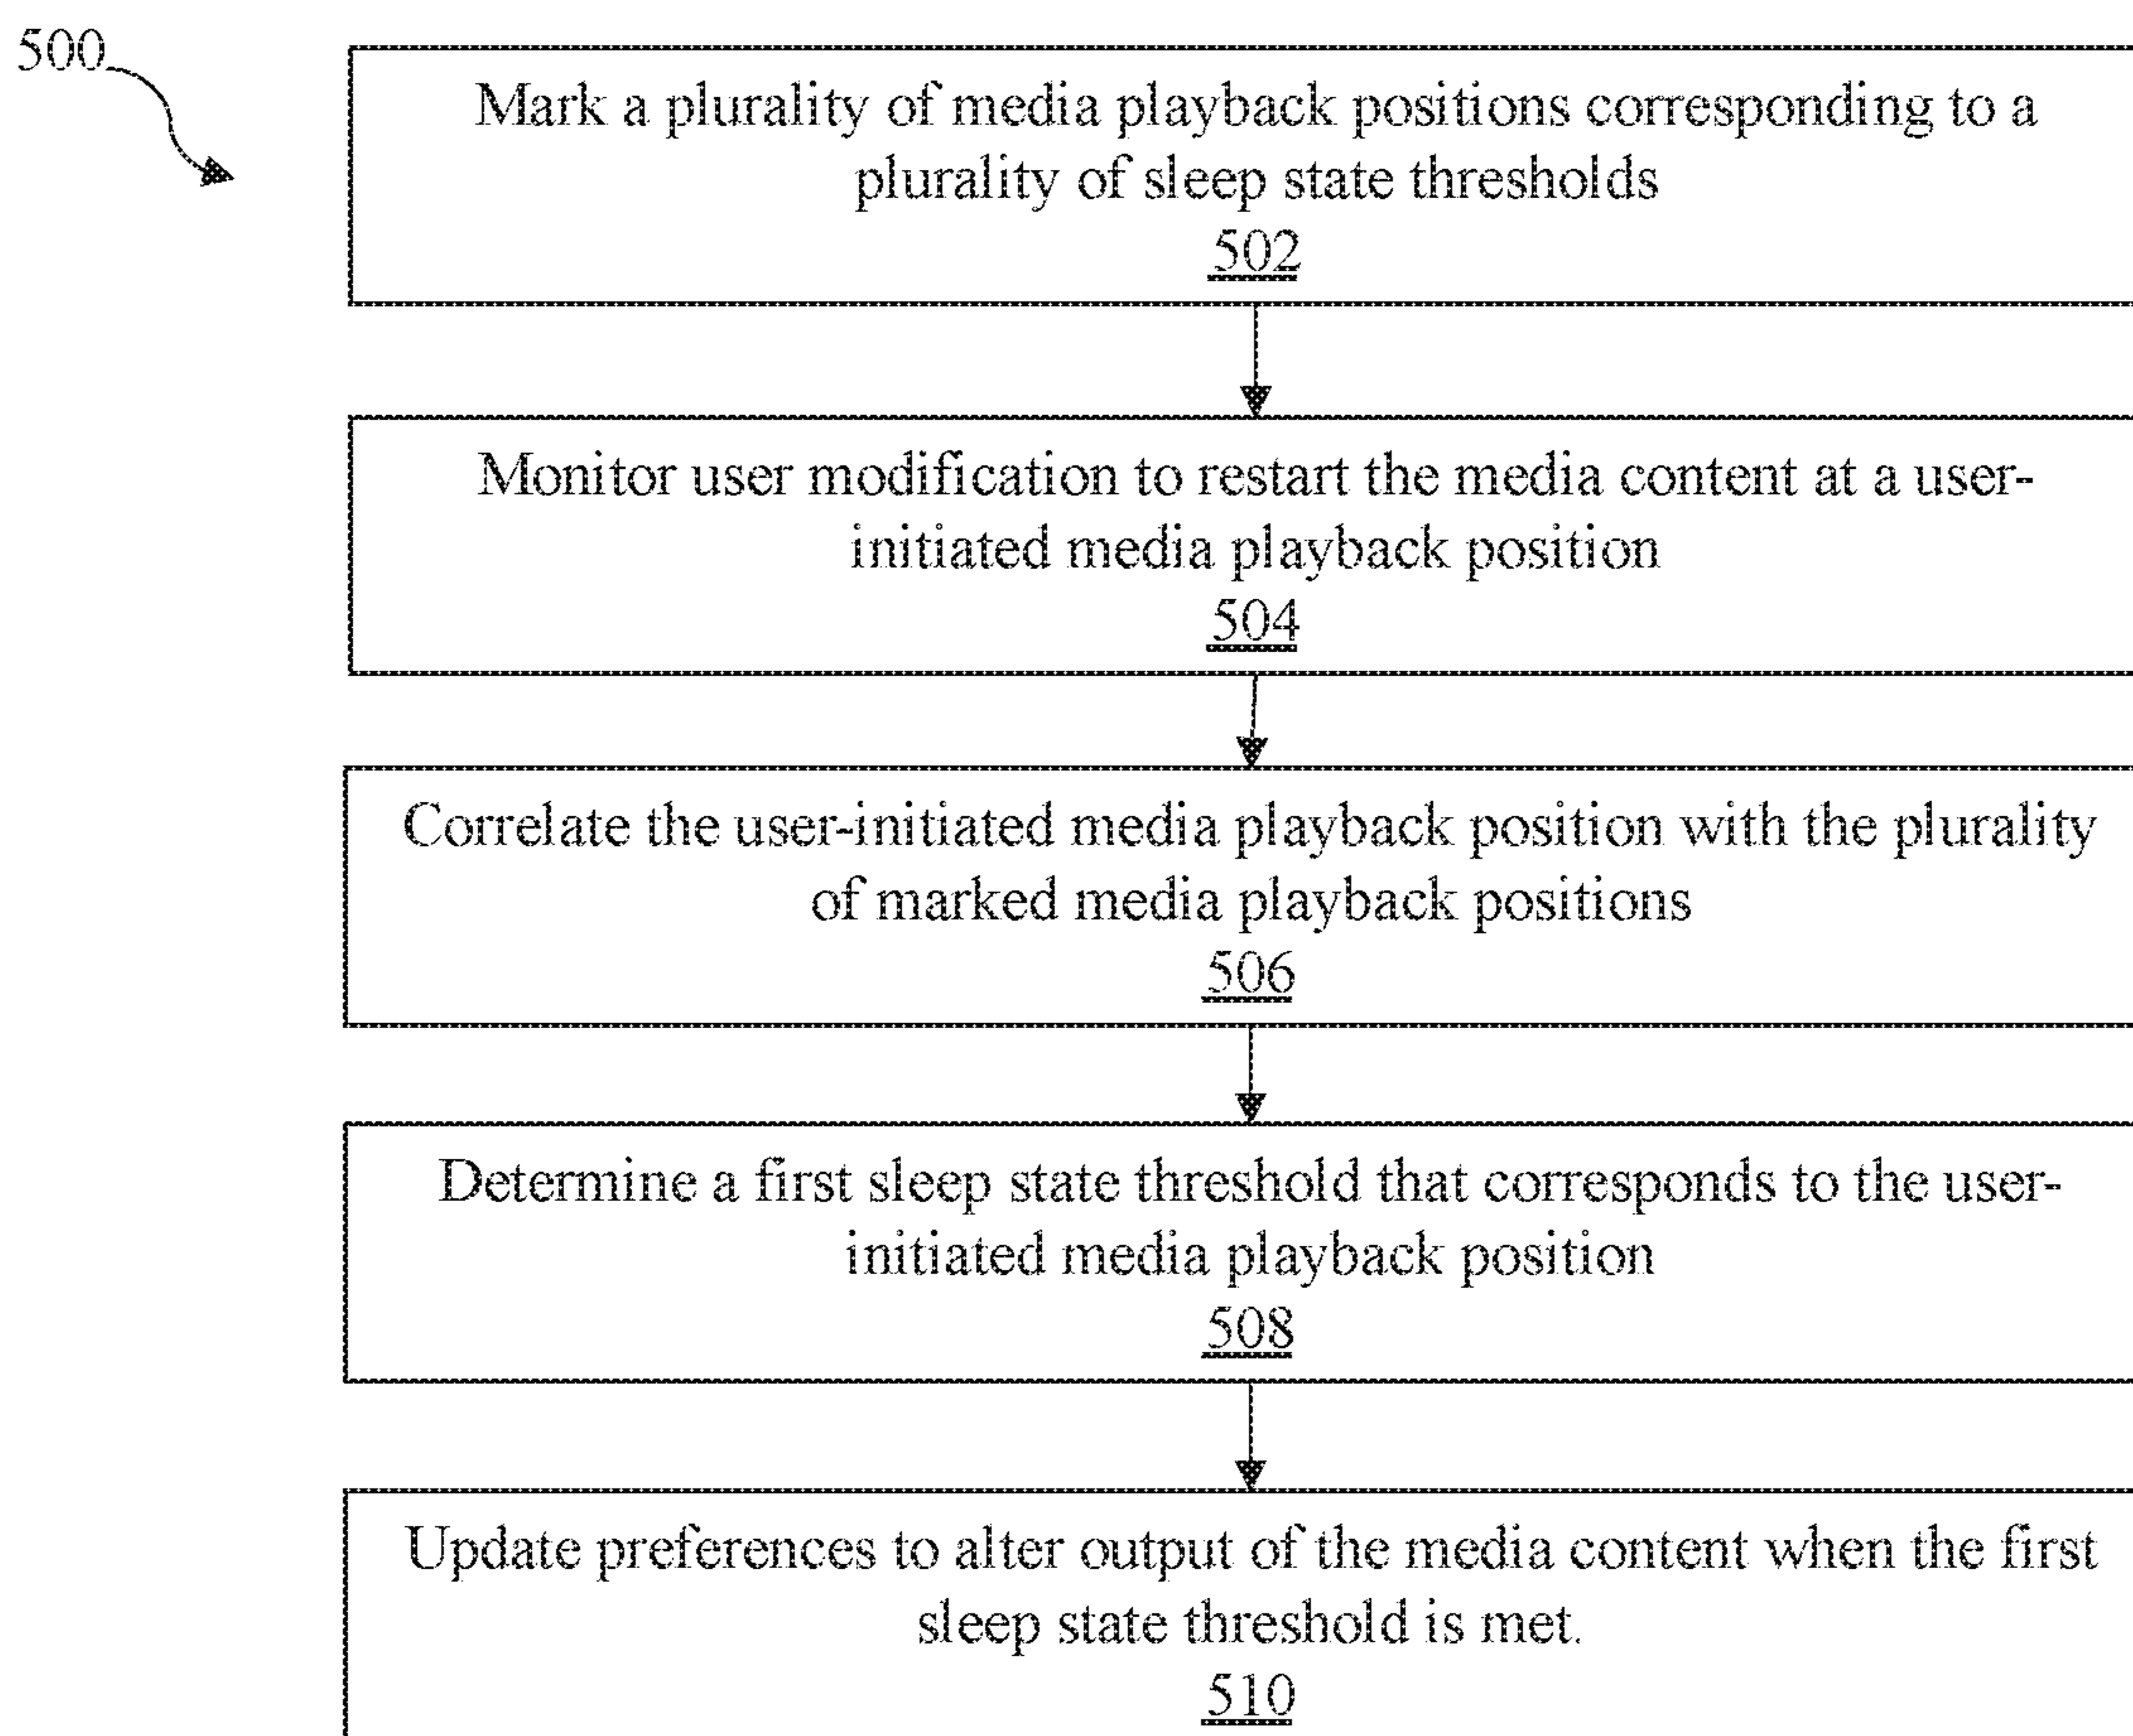 500
Mark a plurality of media playback positions corresponding to a
plurality of sleep state thresholds
502
Monitor user modification to restart the media content at a user-
initiated media playback position
504
Correlate the user-initiated media playback position with the plurality
of marked media playback positions
506
Determine a first sleep state threshold that corresponds to the user-
initiated media playback position
508
Update preferences to alter output of the media content when the first
sleep state threshold is met.
510